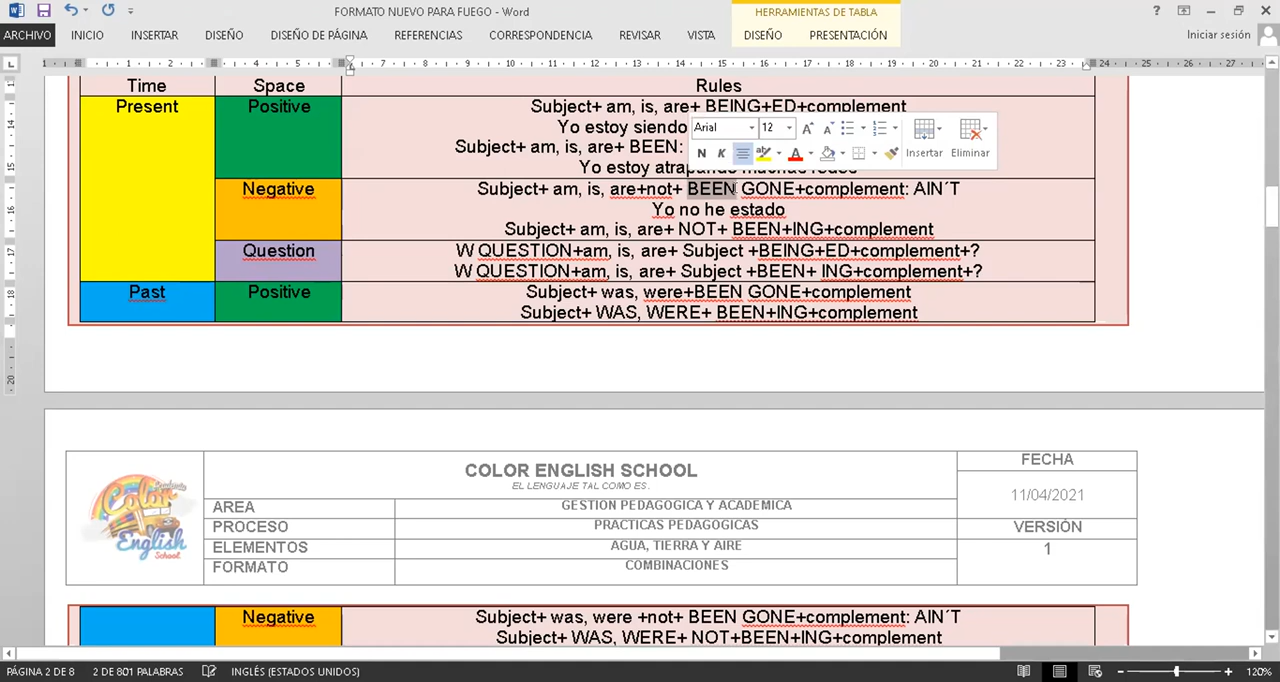 FORMATO NUEVO PARA FUEGO - Word
HERRAMIENTAS DE TABLA
ARCHIVO INICIO INSERTAR DISEÑO DISEÑO DE PÁGINA REFERENCIAS CORRESPONDENCIA REVISAR VISTA DISEÑO PRESENTACIÓN Iniciar sesión
Time Space Rules
Present Positive Subject+ am, is, are+ BEING+ED+complement
Yo estoy siendo
Arial 12
Subject+ am, is, are+ BEEN:
N K Insertar Eliminar
Yo estoy atrapando muchas redes
Negative Subject+ am, is, are+not+ BEEN GONE+complement: AIN´T
Yo no he estado
Subject+ am, is, are+ NOT+ BEEN+ING+complement
Question W QUESTION+am, is, are+ Subject +BEING+ED+complement+?
W QUESTION+am, is, are+ Subject +BEEN+ ING+complement+?
Past Positive Subject+ was, were+BEEN GONE+complement
Subject+ WAS, WERE+ BEEN+ING+complement
Color
English
School
COLOR ENGLISH SCHOOL
EL LENGUAJE TAL COMO ES.
FECHA
11/04/2021
AREA GESTION PEDAGOGICA Y ACADEMICA
PROCESO PRACTICAS PEDAGOGICAS VERSIÓN
ELEMENTOS AGUA, TIERRA Y AIRE 1
FORMATO COMBINACIONES
Negative Subject+ was, were +not+ BEEN GONE+complement: AIN´T
Subject+ WAS, WERE+ NOT+BEEN+ING+complement
PÁGINA 2 DE 8 2 DE 801 PALABRAS INGLÉS (ESTADOS UNIDOS) 120%